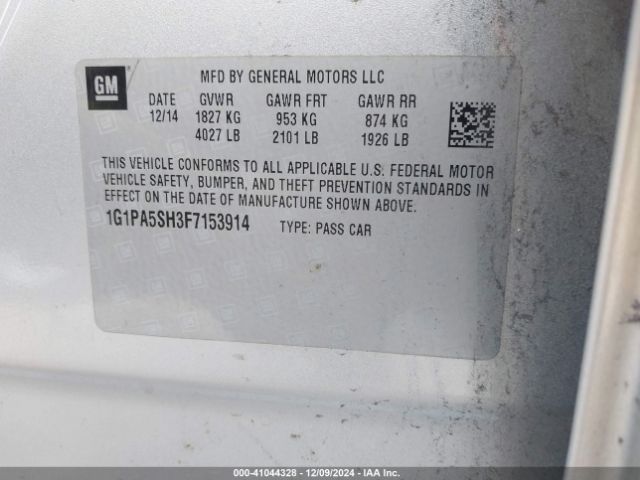 GM
MFD BY GENERAL MOTORS LLC
DATE GVWR GAWR FRT GAWR RR
12/14 1827 KG 953 KG 874 KG
4027 LB 2101 LB 1926 LB
THIS VEHICLE CONFORMS TO ALL APPLICABLE U.S. FEDERAL MOTOR
VEHICLE SAFETY, BUMPER, AND THEFT PREVENTION STANDARDS IN
EFFECT ON THE DATE OF MANUFACTURE SHOWN ABOVE.
1G1PA5SH3F7153914 TYPE: PASS CAR
000-41044328 - 12/09/2024 - IAA Inc.